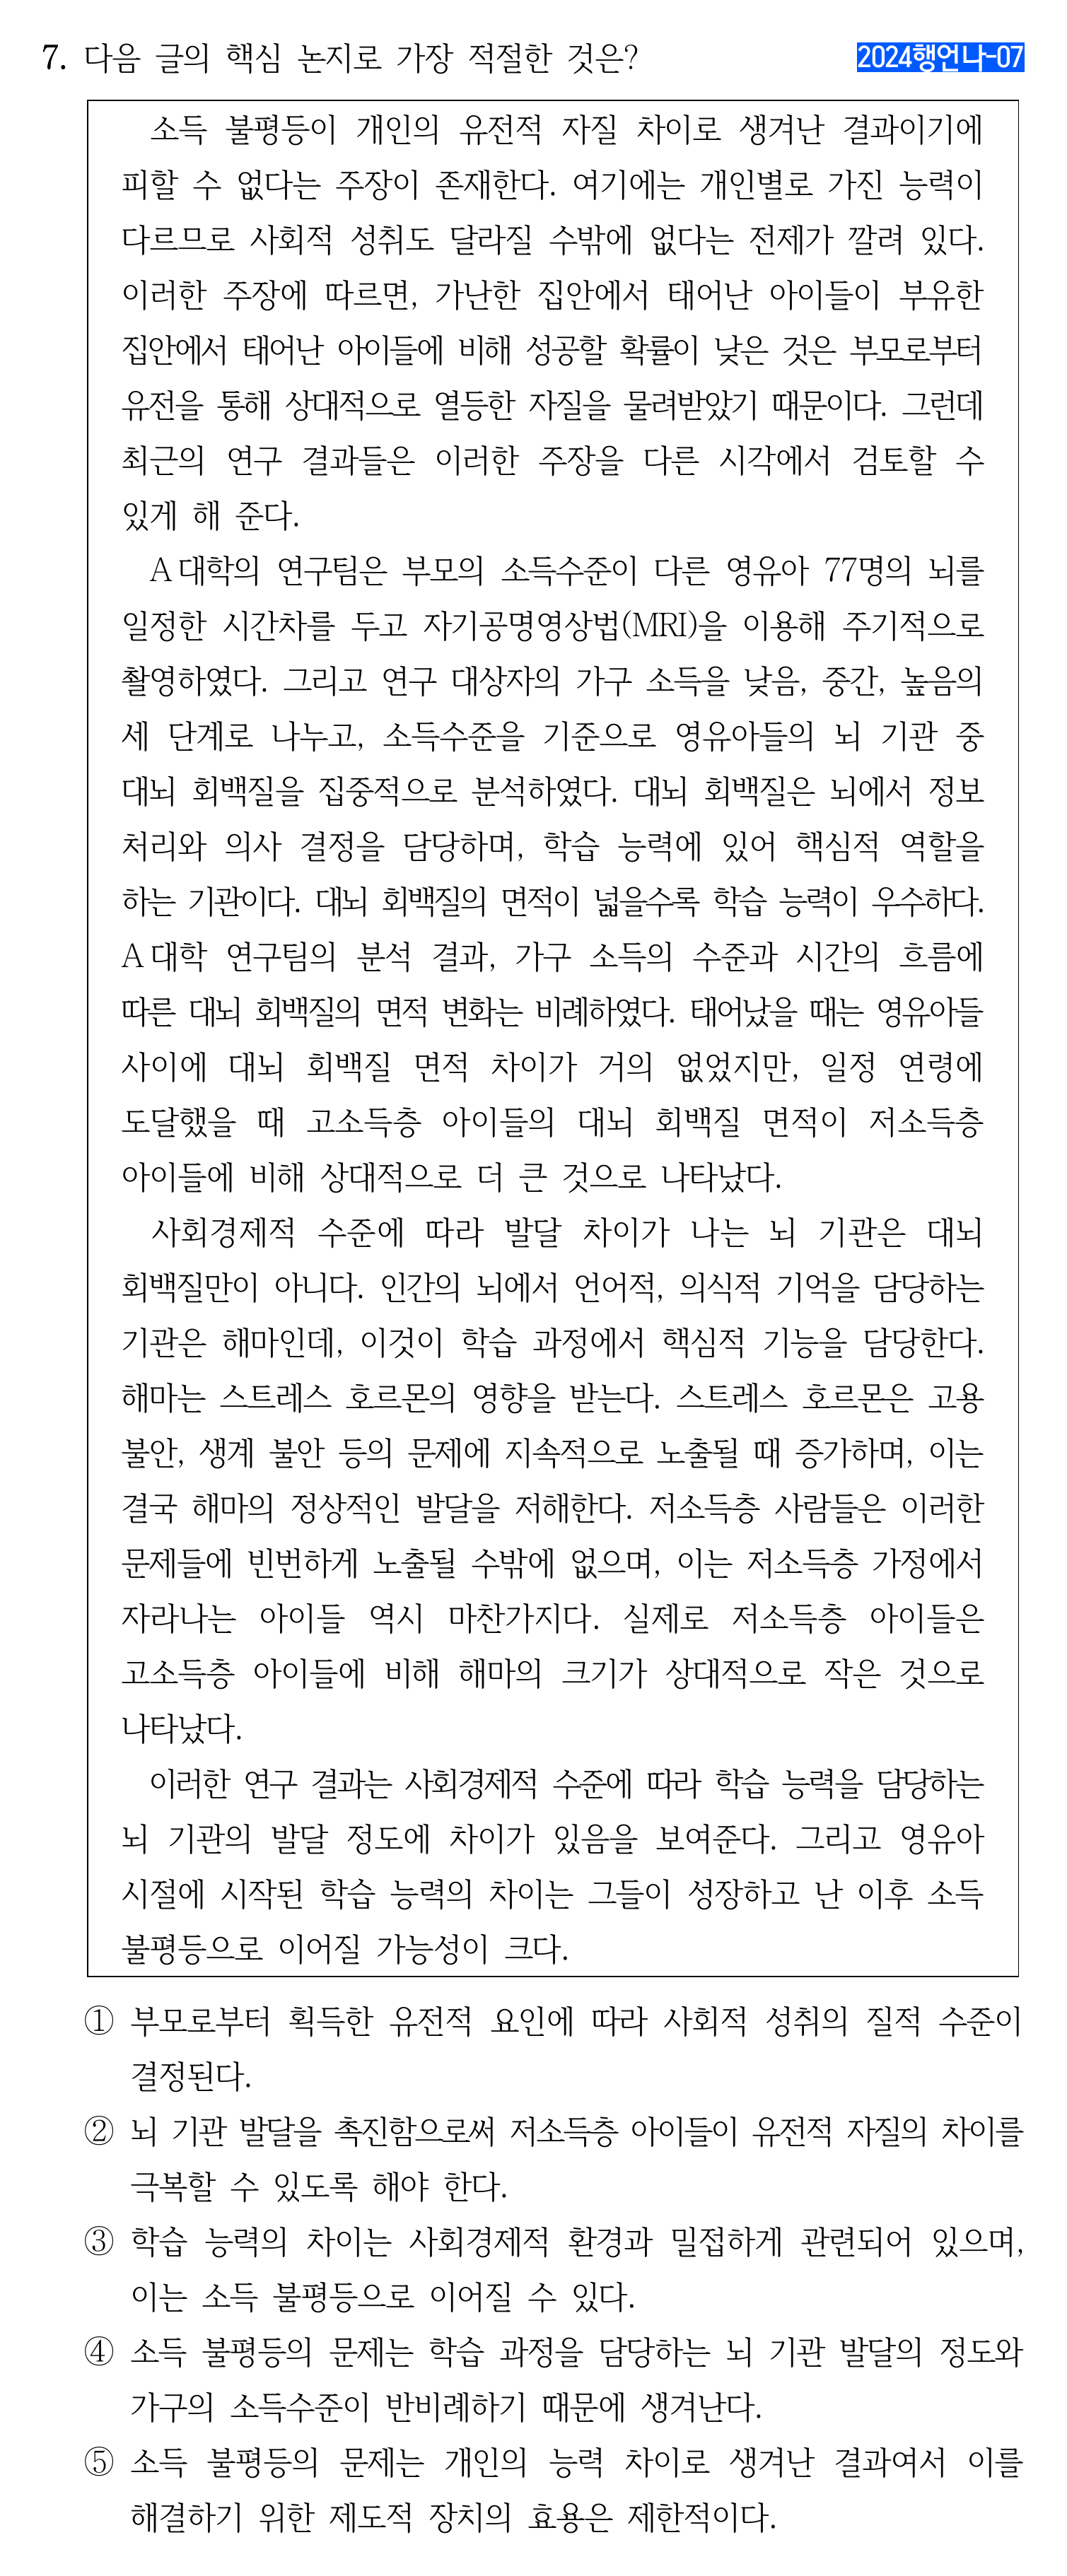 7. 다음 글의 핵심 논지로 가장 적절한 것은?
2024행언나-07
소득 불평등이 개인의 유전적 자질 차이로 생겨난 결과이기에
피할 수 없다는 주장이 존재한다. 여기에는 개인별로 가진 능력이
다르므로 사회적 성취도 달라질 수밖에 없다는 전제가 깔려 있다.
이러한 주장에 따르면, 가난한 집안에서 태어난 아이들이 부유한
집안에서 태어난 아이들에 비해 성공할 확률이 낮은 것은 부모로부터
유전을 통해 상대적으로 열등한 자질을 물려받았기 때문이다. 그런데
최근의 연구 결과들은 이러한 주장을 다른 시각에서 검토할 수
있게 해 준다.
A대학의 연구팀은 부모의 소득수준이 다른 영유아 77명의 뇌를
일정한 시간차를 두고 자기공명영상법(MRI)을 이용해 주기적으로
촬영하였다. 그리고 연구 대상자의 가구 소득을 낮음, 중간, 높음의
세 단계로 나누고, 소득수준을 기준으로 영유아들의 뇌 기관 중
대뇌 회백질을 집중적으로 분석하였다. 대뇌 회백질은 뇌에서 정보
처리와 의사 결정을 담당하며, 학습 능력에 있어 핵심적 역할을
하는 기관이다. 대뇌 회백질의 면적이 넓을수록 학습 능력이 우수하다.
A대학 연구팀의 분석 결과, 가구 소득의 수준과 시간의 흐름에
따른 대뇌 회백질의 면적 변화는 비례하였다. 태어났을 때는 영유아들
사이에 대뇌 회백질 면적 차이가 거의 없었지만, 일정 연령에
도달했을 때 고소득층 아이들의 대뇌 회백질 면적이 저소득층
아이들에 비해 상대적으로 더 큰 것으로 나타났다.
사회경제적 수준에 따라 발달 차이가 나는 뇌 기관은 대뇌
회백질만이 아니다. 인간의 뇌에서 언어적, 의식적 기억을 담당하는
기관은 해마인데, 이것이 학습 과정에서 핵심적 기능을 담당한다.
해마는 스트레스 호르몬의 영향을 받는다. 스트레스 호르몬은 고용
불안, 생계 불안 등의 문제에 지속적으로 노출될 때 증가하며, 이는
결국 해마의 정상적인 발달을 저해한다. 저소득층 사람들은 이러한
문제들에 빈번하게 노출될 수밖에 없으며, 이는 저소득층 가정에서
자라나는 아이들 역시 마찬가지다. 실제로 저소득층 아이들은
고소득층 아이들에 비해 해마의 크기가 상대적으로 작은 것으로
나타났다.
이러한 연구 결과는 사회경제적 수준에 따라 학습 능력을 담당하는
뇌 기관의 발달 정도에 차이가 있음을 보여준다. 그리고 영유아
시절에 시작된 학습 능력의 차이는 그들이 성장하고 난 이후 소득
불평등으로 이어질 가능성이 크다.
① 부모로부터 획득한 유전적 요인에 따라 사회적 성취의 질적 수준이
결정된다.
② 뇌 기관 발달을 촉진함으로써 저소득층 아이들이 유전적 자질의 차이를
극복할 수 있도록 해야 한다.
③ 학습 능력의 차이는 사회경제적 환경과 밀접하게 관련되어 있으며,
이는 소득 불평등으로 이어질 수 있다.
④ 소득 불평등의 문제는 학습 과정을 담당하는 뇌 기관 발달의 정도와
가구의 소득수준이 반비례하기 때문에 생겨난다.
⑤ 소득 불평등의 문제는 개인의 능력 차이로 생겨난 결과여서 이를
해결하기 위한 제도적 장치의 효용은 제한적이다.